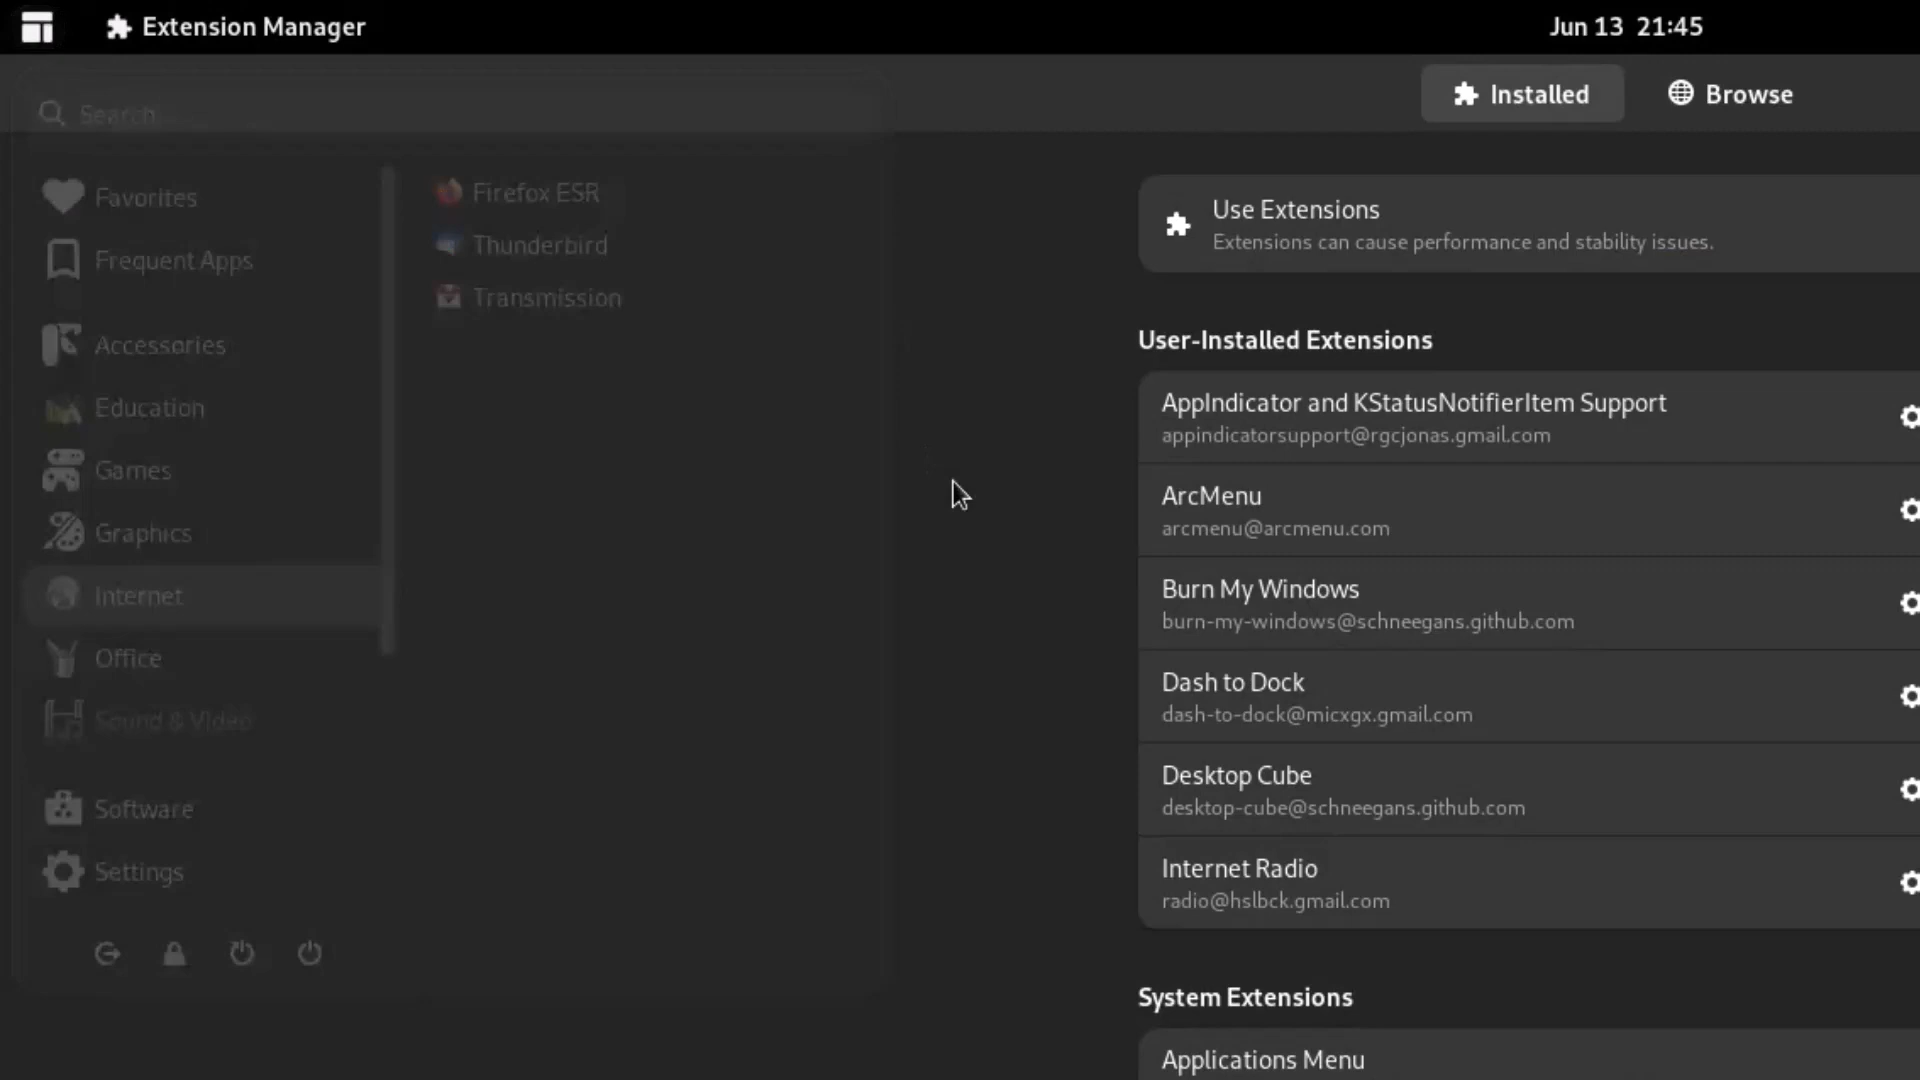 Extension Manager
Jun 13 21:45
Installed
Browse
Search...
Favorites
Frequent Apps
Accessories
Education
Games
Graphics
Internet
Office
Sound & Video
Software
Settings
Firefox ESR
Thunderbird
Transmission
Use Extensions
Extensions can cause performance and stability issues.
User-Installed Extensions
AppIndicator and KStatusNotifierItem Support
appindicatorsupport@rgcjonas.gmail.com
ArcMenu
arcmenu@arcmenu.com
Burn My Windows
burn-my-windows@schneegans.github.com
Dash to Dock
dash-to-dock@micxgx.gmail.com
Desktop Cube
desktop-cube@schneegans.github.com
Internet Radio
radio@hslbck.gmail.com
System Extensions
Applications Menu